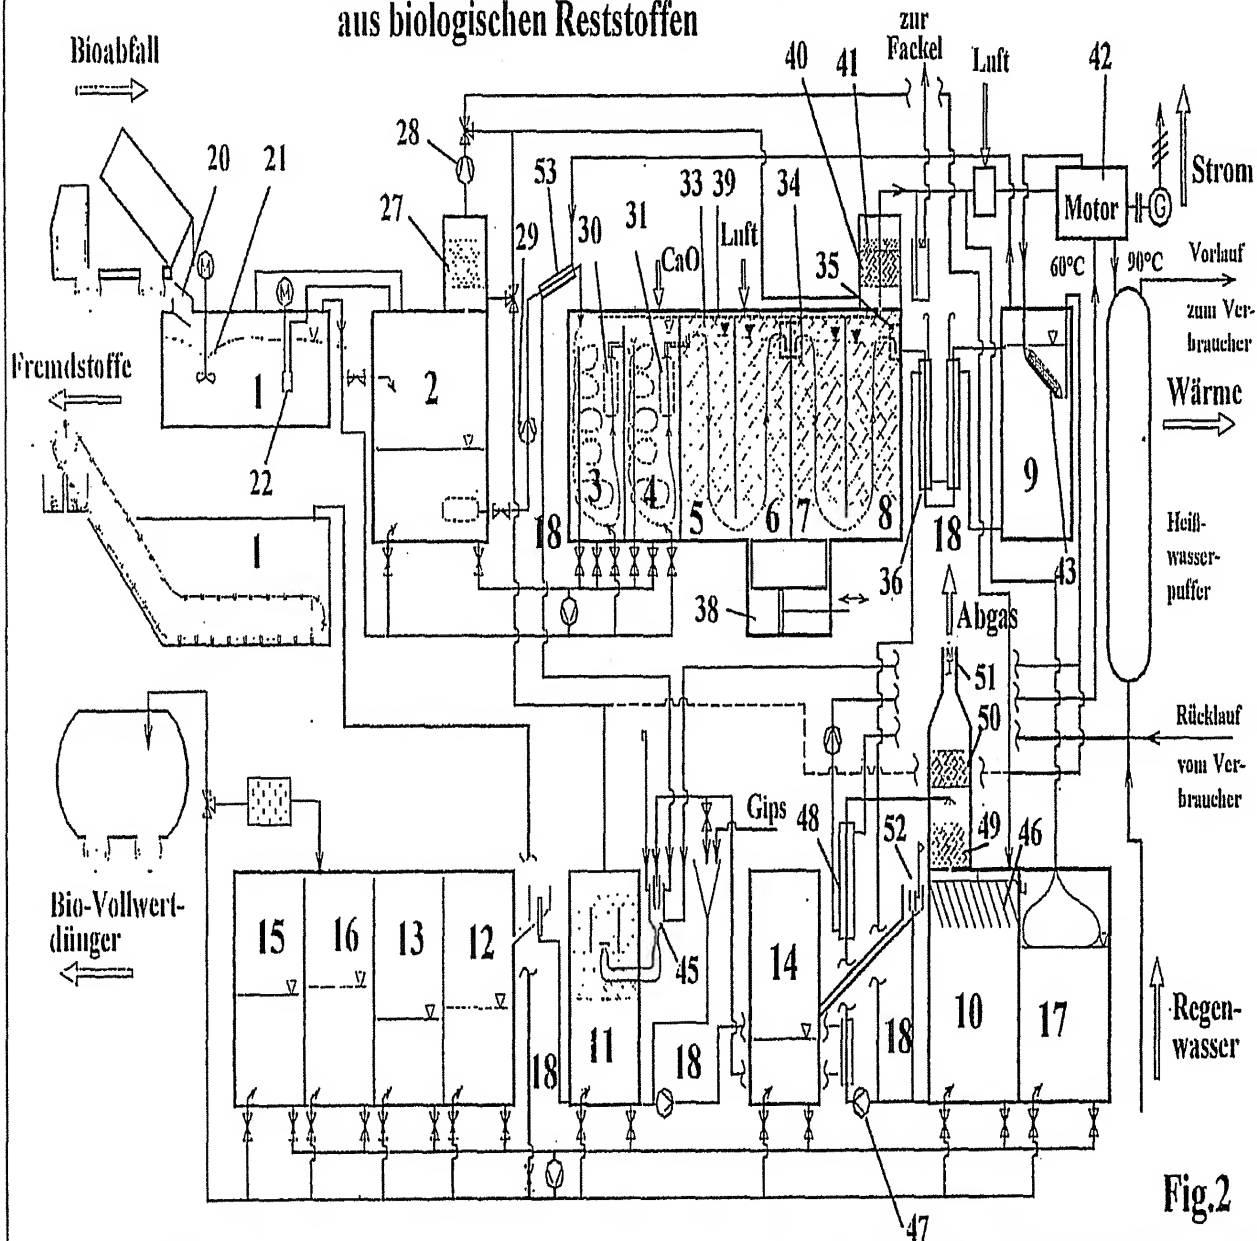 aus biologischen Reststoffen
Bioabfall
zur
Fackel
Luft
40
41
42
20
21
28
53
33
39
34
Strom
27
29
30
31
Luft
CaO
35
Motor
G
M
M
60°C
90°C
Vorlauf
zum Ver-
braucher
Fremdstoffe
1
2
Wärme
22
3
4
5
6
7
8
9
18
18
36
43
Heiß-
wasser-
puffer
1
38
Abgas
51
50
Rücklauf
vom Ver-
braucher
Gips
48
52
49
46
Bio-Vollwert-
dünger
15
16
13
12
45
14
10
17
11
18
18
18
Regen-
wasser
47
Fig.2